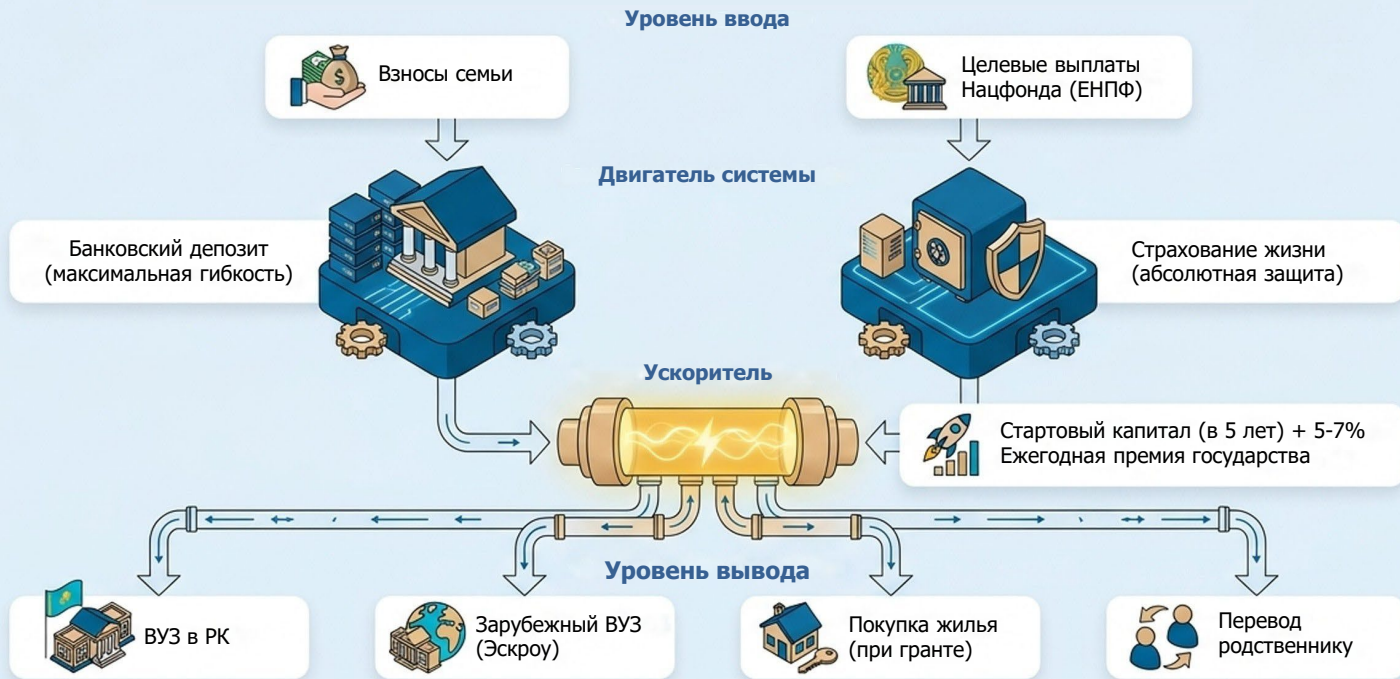 Уровень ввода
Взносы семьи
Целевые выплаты
Нацфонда (ЕНПФ)
Двигатель системы
Банковский депозит
(максимальная гибкость)
Страхование жизни
(абсолютная защита)
Ускоритель
Стартовый капитал (в 5 лет) + 5-7%
Ежегодная премия государства
Уровень вывода
ВУЗ в РК
Зарубежный ВУЗ
(Эскроу)
Покупка жилья
(при гранте)
Перевод
родственнику